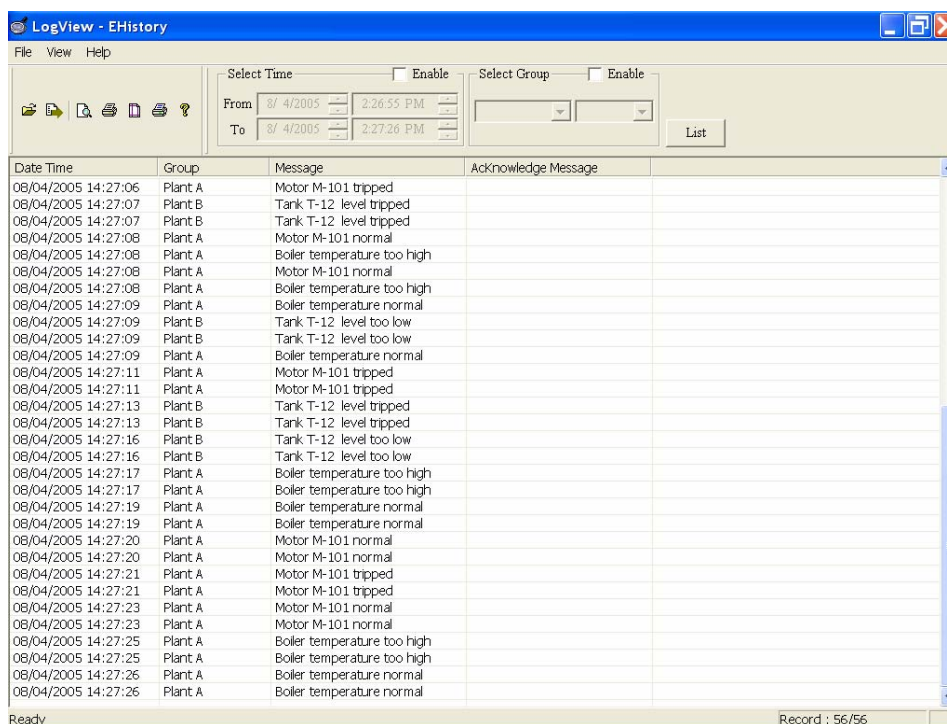 LogView - EHistory
File View Help
Select Time Enable Select Group Enable
From 8/ 4/2005 2:26:55 PM
To 8/ 4/2005 2:27:26 PM
List
Date Time Group Message AcKnowledge Message
08/04/2005 14:27:06 Plant A Motor M-101 tripped
08/04/2005 14:27:07 Plant B Tank T-12 level tripped
08/04/2005 14:27:07 Plant B Tank T-12 level tripped
08/04/2005 14:27:08 Plant A Motor M-101 normal
08/04/2005 14:27:08 Plant A Boiler temperature too high
08/04/2005 14:27:08 Plant A Motor M-101 normal
08/04/2005 14:27:08 Plant A Boiler temperature too high
08/04/2005 14:27:09 Plant A Boiler temperature normal
08/04/2005 14:27:09 Plant B Tank T-12 level too low
08/04/2005 14:27:09 Plant B Tank T-12 level too low
08/04/2005 14:27:09 Plant A Boiler temperature normal
08/04/2005 14:27:11 Plant A Motor M-101 tripped
08/04/2005 14:27:11 Plant A Motor M-101 tripped
08/04/2005 14:27:13 Plant B Tank T-12 level tripped
08/04/2005 14:27:13 Plant B Tank T-12 level tripped
08/04/2005 14:27:16 Plant B Tank T-12 level too low
08/04/2005 14:27:16 Plant B Tank T-12 level too low
08/04/2005 14:27:17 Plant A Boiler temperature too high
08/04/2005 14:27:17 Plant A Boiler temperature too high
08/04/2005 14:27:19 Plant A Boiler temperature normal
08/04/2005 14:27:19 Plant A Boiler temperature normal
08/04/2005 14:27:20 Plant A Motor M-101 normal
08/04/2005 14:27:20 Plant A Motor M-101 normal
08/04/2005 14:27:21 Plant A Motor M-101 tripped
08/04/2005 14:27:21 Plant A Motor M-101 tripped
08/04/2005 14:27:23 Plant A Motor M-101 normal
08/04/2005 14:27:23 Plant A Motor M-101 normal
08/04/2005 14:27:25 Plant A Boiler temperature too high
08/04/2005 14:27:25 Plant A Boiler temperature too high
08/04/2005 14:27:26 Plant A Boiler temperature normal
08/04/2005 14:27:26 Plant A Boiler temperature normal
Ready Record : 56/56